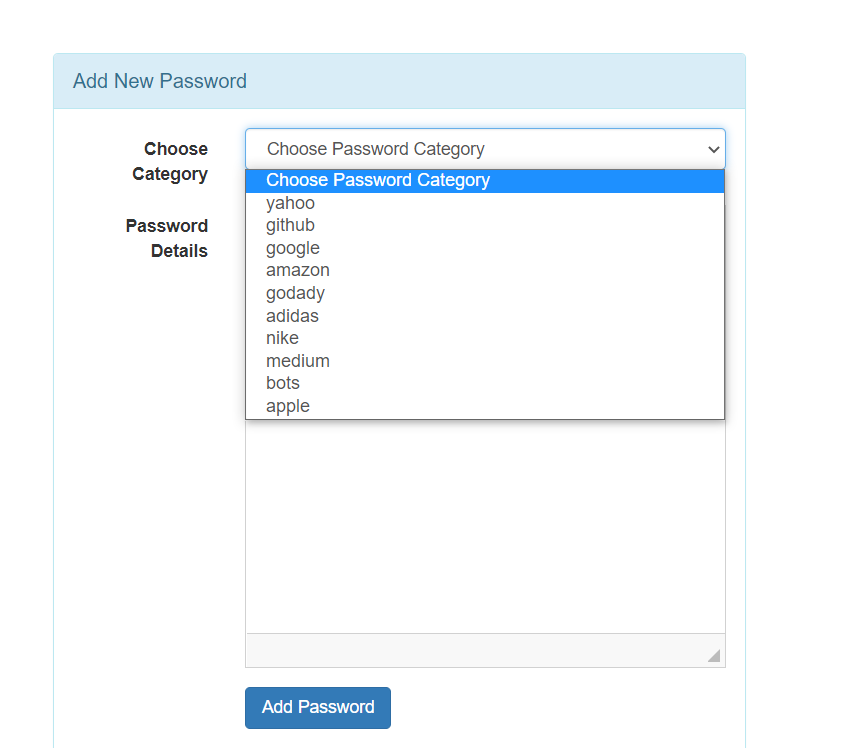 Add New Password
Choose
Category
Choose Password Category
Choose Password Category
yahoo
github
google
amazon
godady
adidas
nike
medium
bots
apple
Password
Details
Add Password